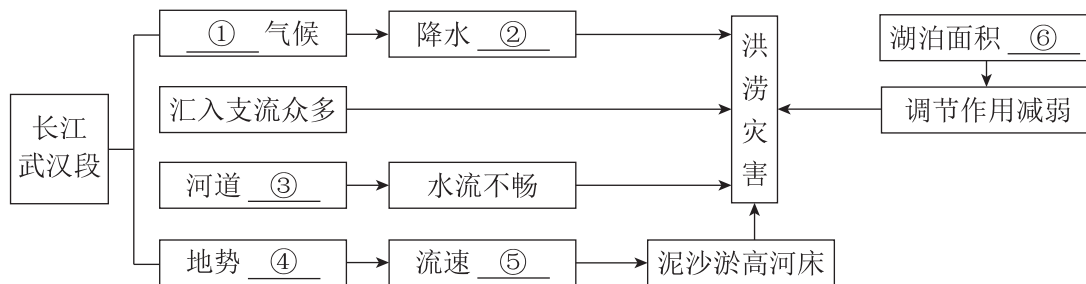 长江
武汉段
① 气候
降水 ②
汇入支流众多
河道 ③
水流不畅
地势 ④
流速 ⑤
泥沙淤高河床
洪
涝
灾
害
湖泊面积 ⑥
调节作用减弱